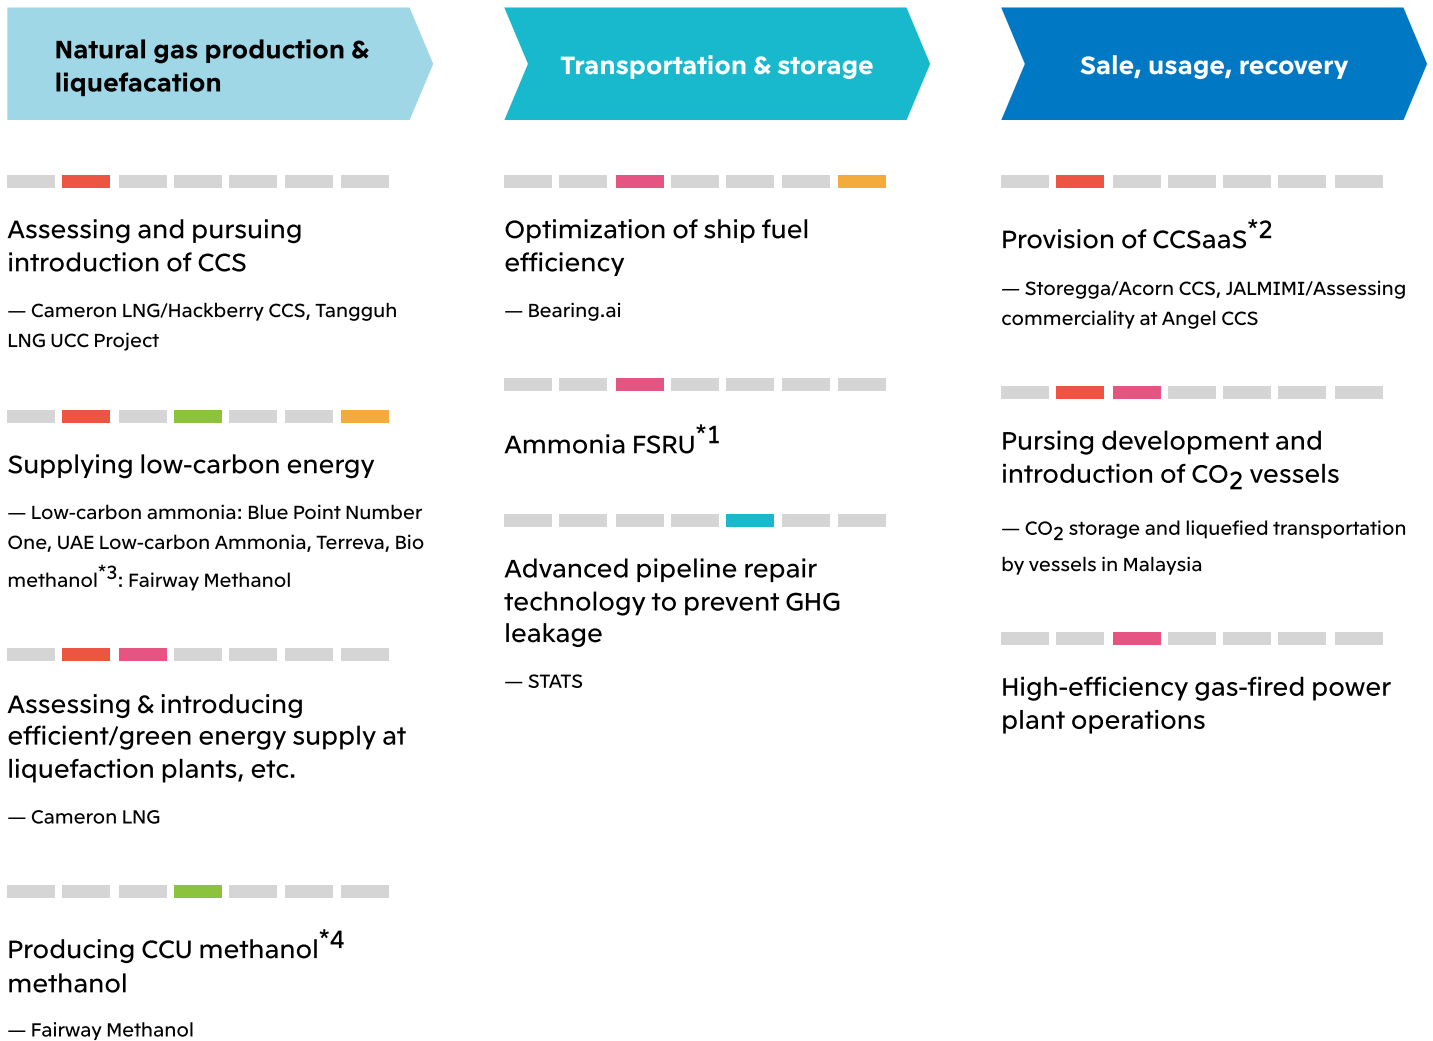 Natural gas production &
liquefacation
Assessing and pursuing
introduction of CCS
— Cameron LNG/Hackberry CCS, Tangguh
LNG UCC Project
Supplying low-carbon energy
— Low-carbon ammonia: Blue Point Number
One, UAE Low-carbon Ammonia, Terreva, Bio
methanol*3: Fairway Methanol
Assessing & introducing
efficient/green energy supply at
liquefaction plants, etc.
— Cameron LNG
Producing CCU methanol*4
methanol
— Fairway Methanol
Transportation & storage
Optimization of ship fuel
efficiency
— Bearing.ai
Ammonia FSRU*1
Advanced pipeline repair
technology to prevent GHG
leakage
— STATS
Sale, usage, recovery
Provision of CCSaaS*2
— Storegga/Acorn CCS, JALMIMI/Assessing
commerciality at Angel CCS
Pursing development and
introduction of CO2 vessels
— CO2 storage and liquefied transportation
by vessels in Malaysia
High-efficiency gas-fired power
plant operations